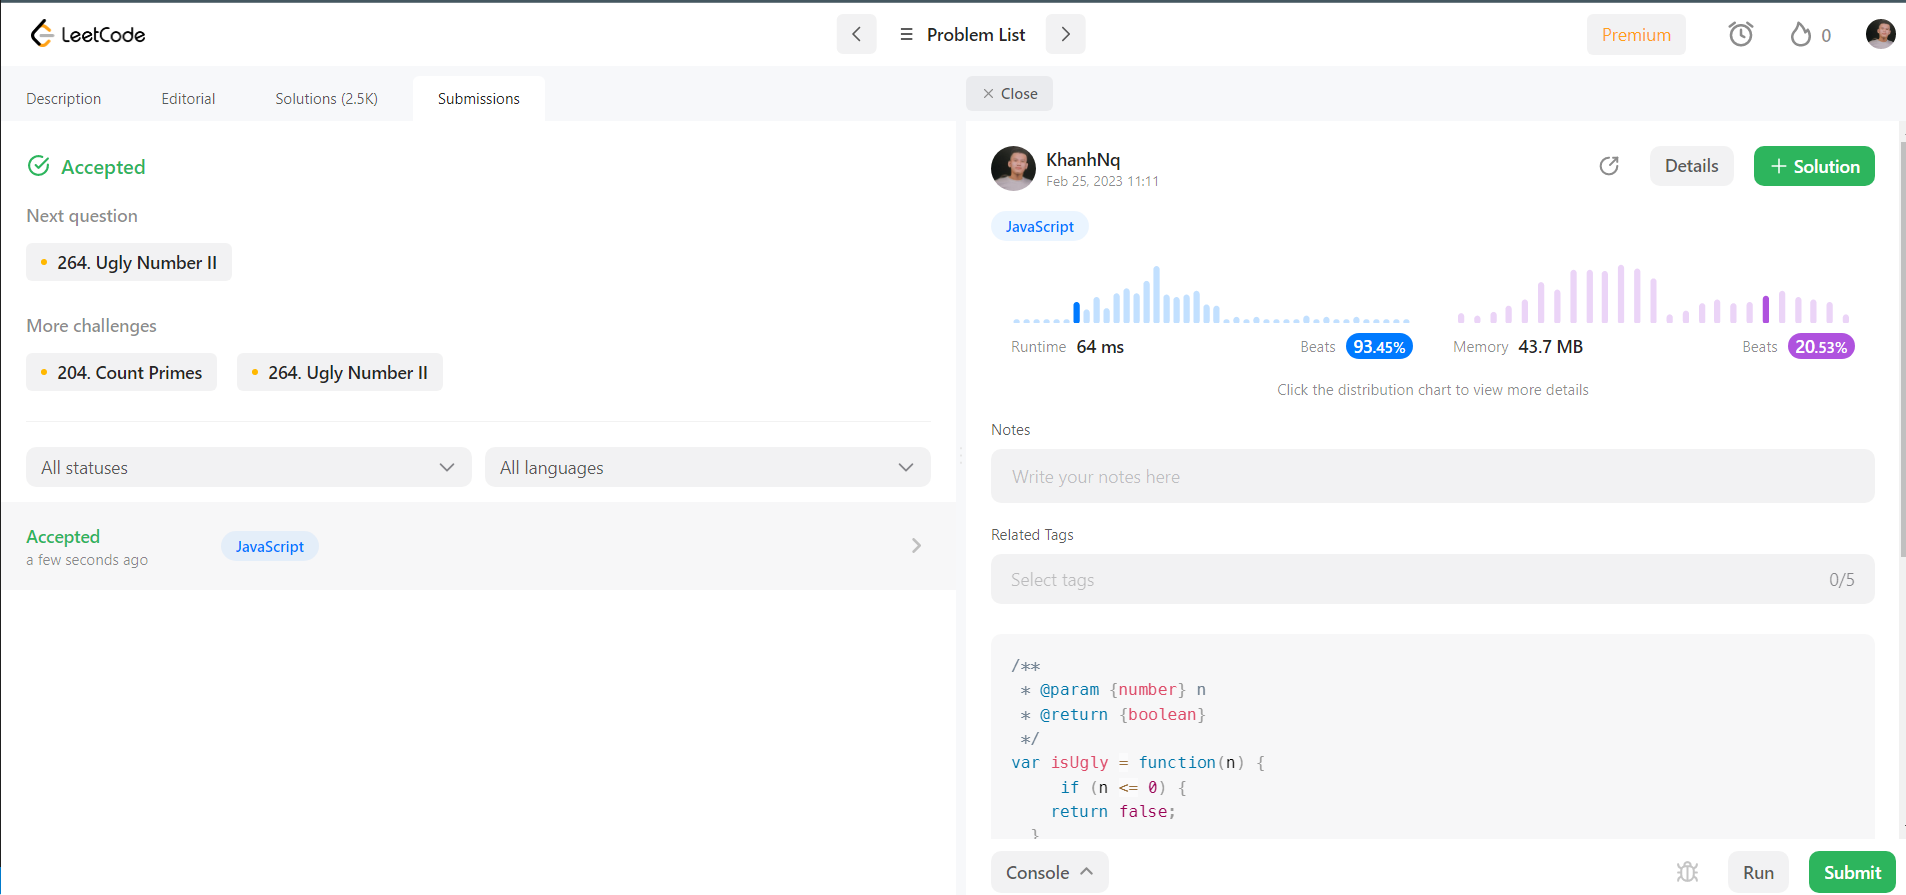 LeetCode
Problem List
Premium
0
Description
Editorial
Solutions (2.5K)
Submissions
Close
Accepted
Next question
264. Ugly Number II
More challenges
204. Count Primes
264. Ugly Number II
All statuses
All languages
Accepted
a few seconds ago
JavaScript
KhanhNq
Feb 25, 2023 11:11
Details
+ Solution
JavaScript
Runtime 64 ms
Beats 93.45%
Memory 43.7 MB
Beats 20.53%
Click the distribution chart to view more details
Notes
Write your notes here
Related Tags
Select tags
0/5
/**
* @param {number} n
* @return {boolean}
*/
var isUgly = function(n) {
if (n <= 0) {
return false;
}
Console
Run
Submit